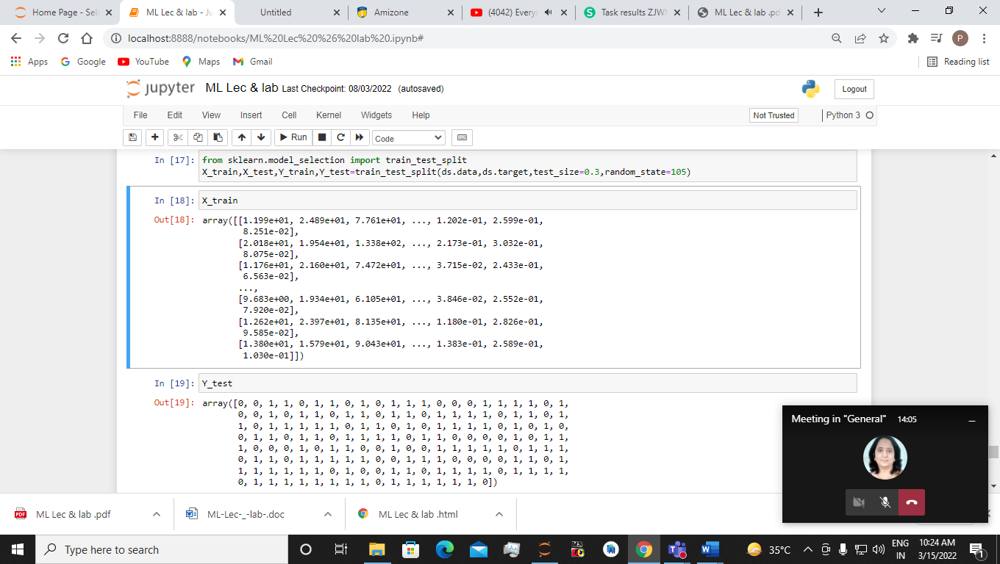 Home Page - Sele
ML Lec & lab - Ju
Untitled
Amizone
(4042) Everyo
Task results ZJWI
ML Lec & lab .pd
localhost:8888/notebooks/ML%20Lec%20%26%20lab%20.ipynb#
P
Apps
Google
YouTube
Maps
Gmail
Reading list
jupyter
ML Lec & lab Last Checkpoint: 08/03/2022 (autosaved)
Logout
File Edit View Insert Cell Kernel Widgets Help
Not Trusted
Python 3
Run
Code
In [17]: from sklearn.model_selection import train_test_split
X_train,X_test,Y_train,Y_test=train_test_split(ds.data,ds.target,test_size=0.3,random_state=105)
In [18]: X_train
Out[18]: array([[1.199e+01, 2.489e+01, 7.761e+01, ..., 1.202e-01, 2.599e-01,
8.251e-02],
[2.018e+01, 1.954e+01, 1.338e+02, ..., 2.173e-01, 3.032e-01,
8.075e-02],
[1.176e+01, 2.160e+01, 7.472e+01, ..., 3.715e-02, 2.433e-01,
6.563e-02],
...,
[9.683e+00, 1.934e+01, 6.105e+01, ..., 3.846e-02, 2.552e-01,
7.920e-02],
[1.262e+01, 2.397e+01, 8.135e+01, ..., 1.180e-01, 2.826e-01,
9.585e-02],
[1.380e+01, 1.579e+01, 9.043e+01, ..., 1.383e-01, 2.589e-01,
1.030e-01]])
In [19]: Y_test
Out[19]: array([0, 0, 1, 1, 0, 1, 1, 0, 1, 0, 1, 1, 1, 0, 0, 0, 1, 1, 1, 1, 0, 1,
0, 0, 1, 0, 1, 1, 0, 1, 1, 0, 1, 1, 0, 1, 1, 1, 1, 0, 1, 1, 0, 1,
1, 0, 1, 1, 1, 1, 1, 0, 1, 1, 0, 1, 0, 1, 1, 1, 1, 0, 1, 0, 1, 0,
0, 1, 1, 0, 1, 1, 0, 1, 1, 1, 1, 0, 1, 1, 0, 0, 0, 0, 1, 0, 1, 1,
1, 0, 0, 0, 1, 0, 1, 1, 0, 0, 1, 0, 0, 1, 1, 1, 1, 1, 0, 1, 1, 1,
0, 1, 1, 0, 1, 1, 1, 1, 1, 0, 0, 1, 1, 1, 0, 0, 0, 0, 1, 1, 0, 1,
1, 1, 1, 1, 1, 1, 0, 1, 0, 0, 1, 1, 0, 1, 1, 1, 1, 0, 1, 1, 1, 1,
0, 1, 1, 1, 1, 1, 1, 1, 1, 0, 1, 1, 1, 1, 1, 1, 0])
Meeting in "General" 14:05
ML Lec & lab .pdf
ML-Lec-_-lab-.doc
ML Lec & lab .html
Type here to search
35°C
ENG
IN
10:24 AM
3/15/2022
1